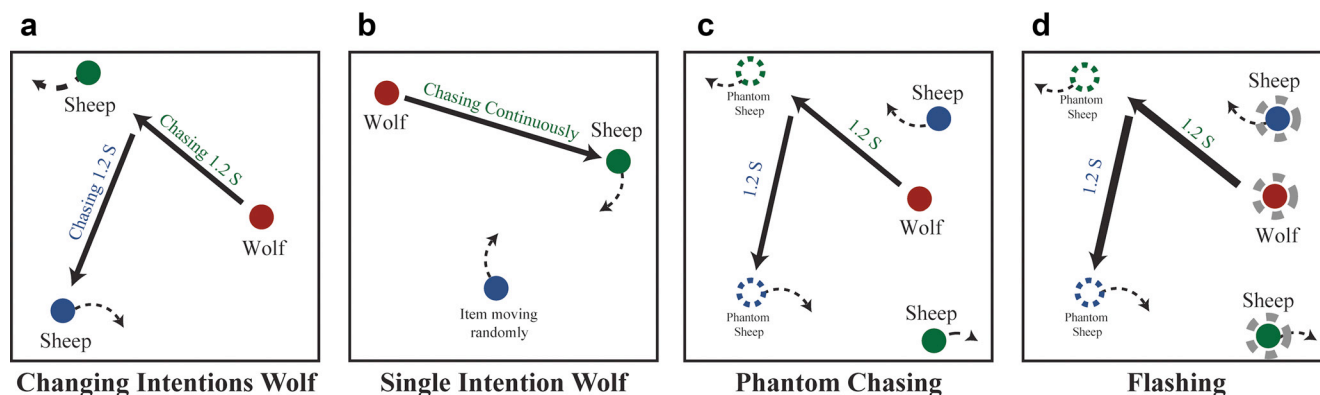 a
Sheep
Chasing 1.2 S
Chasing 1.2 S
Wolf
Sheep
Changing Intentions Wolf
b
Wolf
Chasing Continuously
Sheep
Item moving
randomly
Single Intention Wolf
c
Phantom
Sheep
Sheep
1.2 S
1.2 S
Wolf
Phantom
Sheep
Sheep
Phantom Chasing
d
Phantom
Sheep
Sheep
1.2 S
1.2 S
Wolf
Phantom
Sheep
Sheep
Flashing